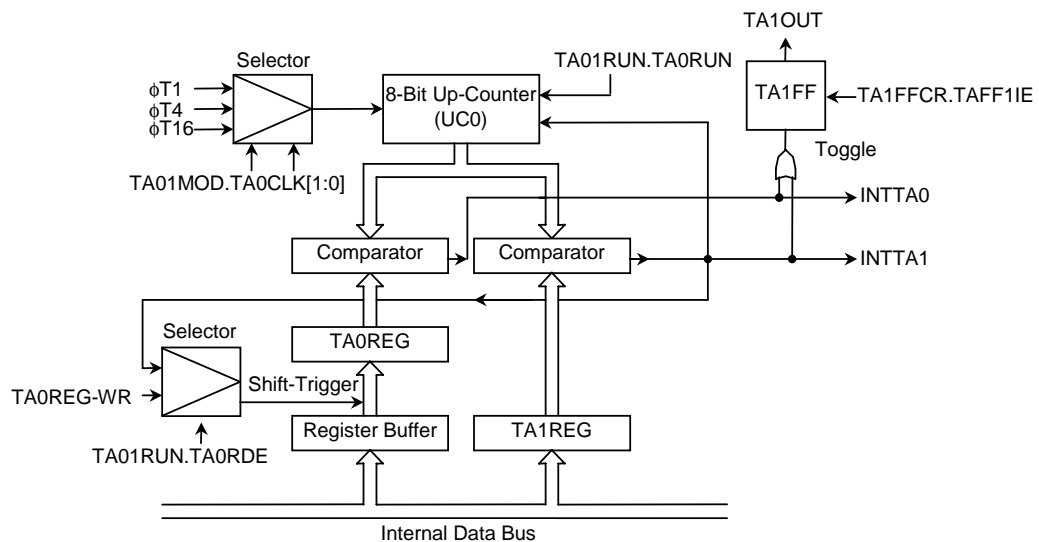 TA1OUT
Selector
TA01RUN.TA0RUN
ϕT1
ϕT4
ϕT16
8-Bit Up-Counter
(UC0)
TA1FF
TA1FFCR.TAFF1IE
Toggle
TA01MOD.TA0CLK[1:0]
INTTA0
Comparator
Comparator
INTTA1
Selector
TA0REG
Shift-Trigger
TA0REG-WR
Register Buffer
TA1REG
TA01RUN.TA0RDE
Internal Data Bus